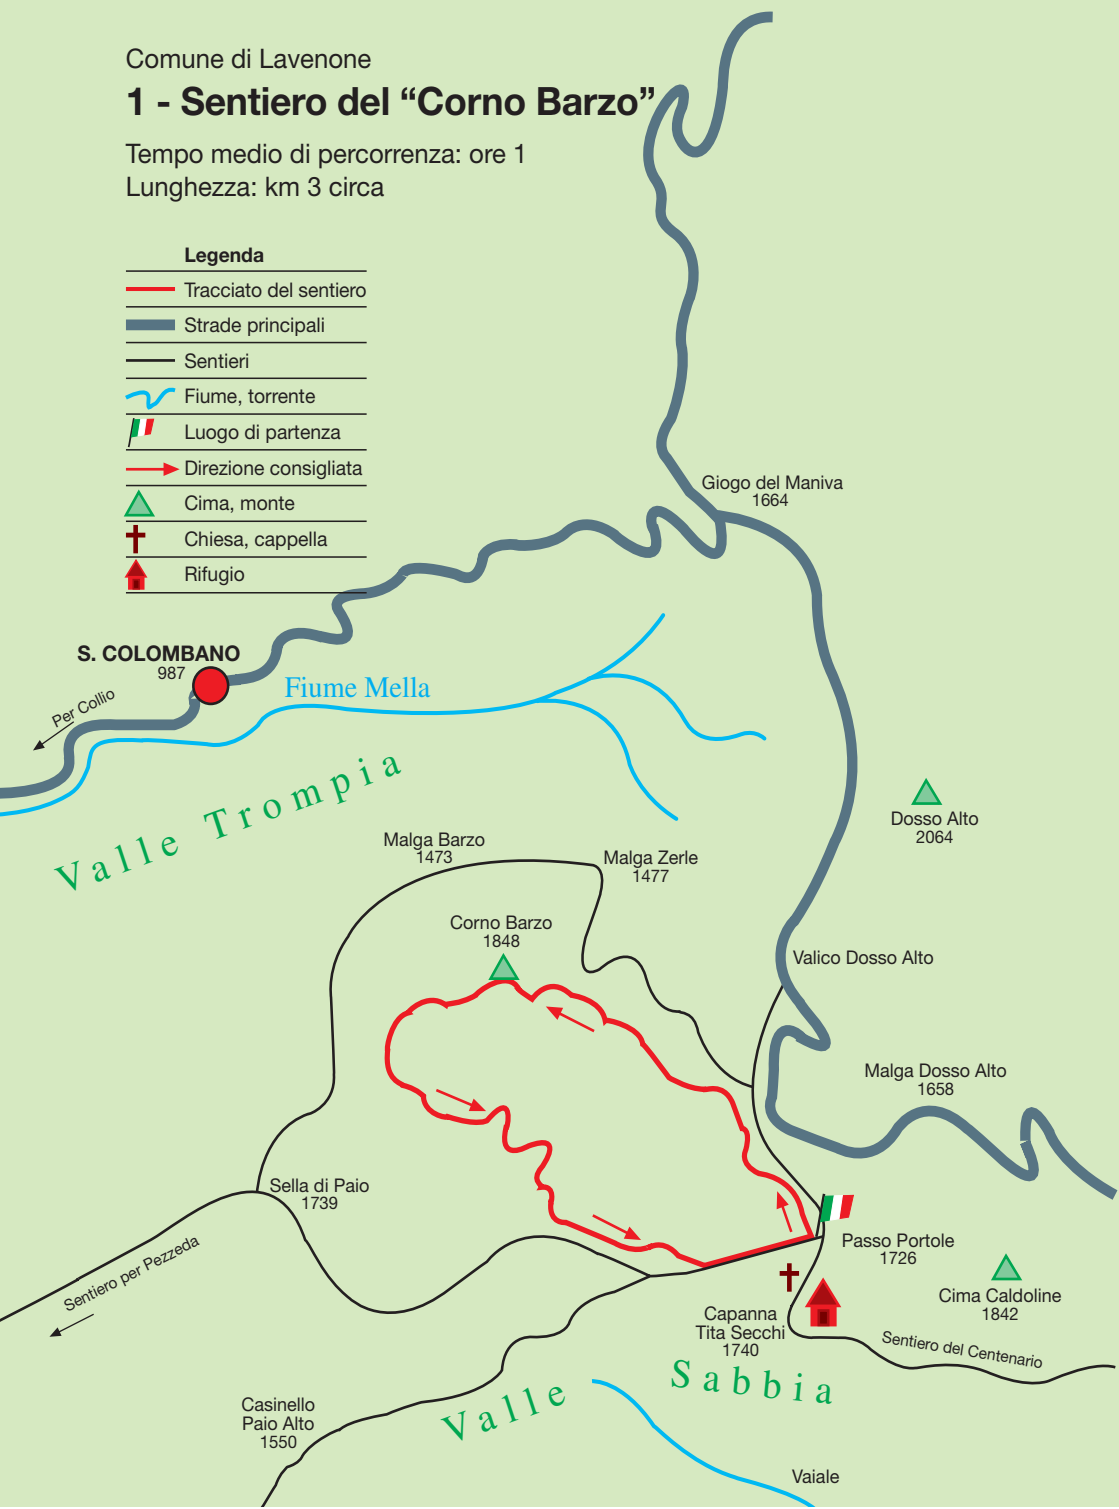 Comune di Lavenone
1 - Sentiero del “Corno Barzo”
Tempo medio di percorrenza: ore 1
Lunghezza: km 3 circa
Legenda
Tracciato del sentiero
Strade principali
Sentieri
Fiume, torrente
Luogo di partenza
Direzione consigliata
Cima, monte
Chiesa, cappella
Rifugio
Giogo del Maniva
1664
S. COLOMBANO
987
Per Collio
Fiume Mella
Valle Trompia
Dosso Alto
2064
Malga Barzo
1473
Malga Zerle
1477
Corno Barzo
1848
Valico Dosso Alto
Malga Dosso Alto
1658
Sella di Paio
1739
Sentiero per Pezzeda
Passo Portole
1726
Cima Caldoline
1842
Capanna
Tita Secchi
1740
Sentiero del Centenario
Valle Sabbia
Casinello
Paio Alto
1550
Vaiale